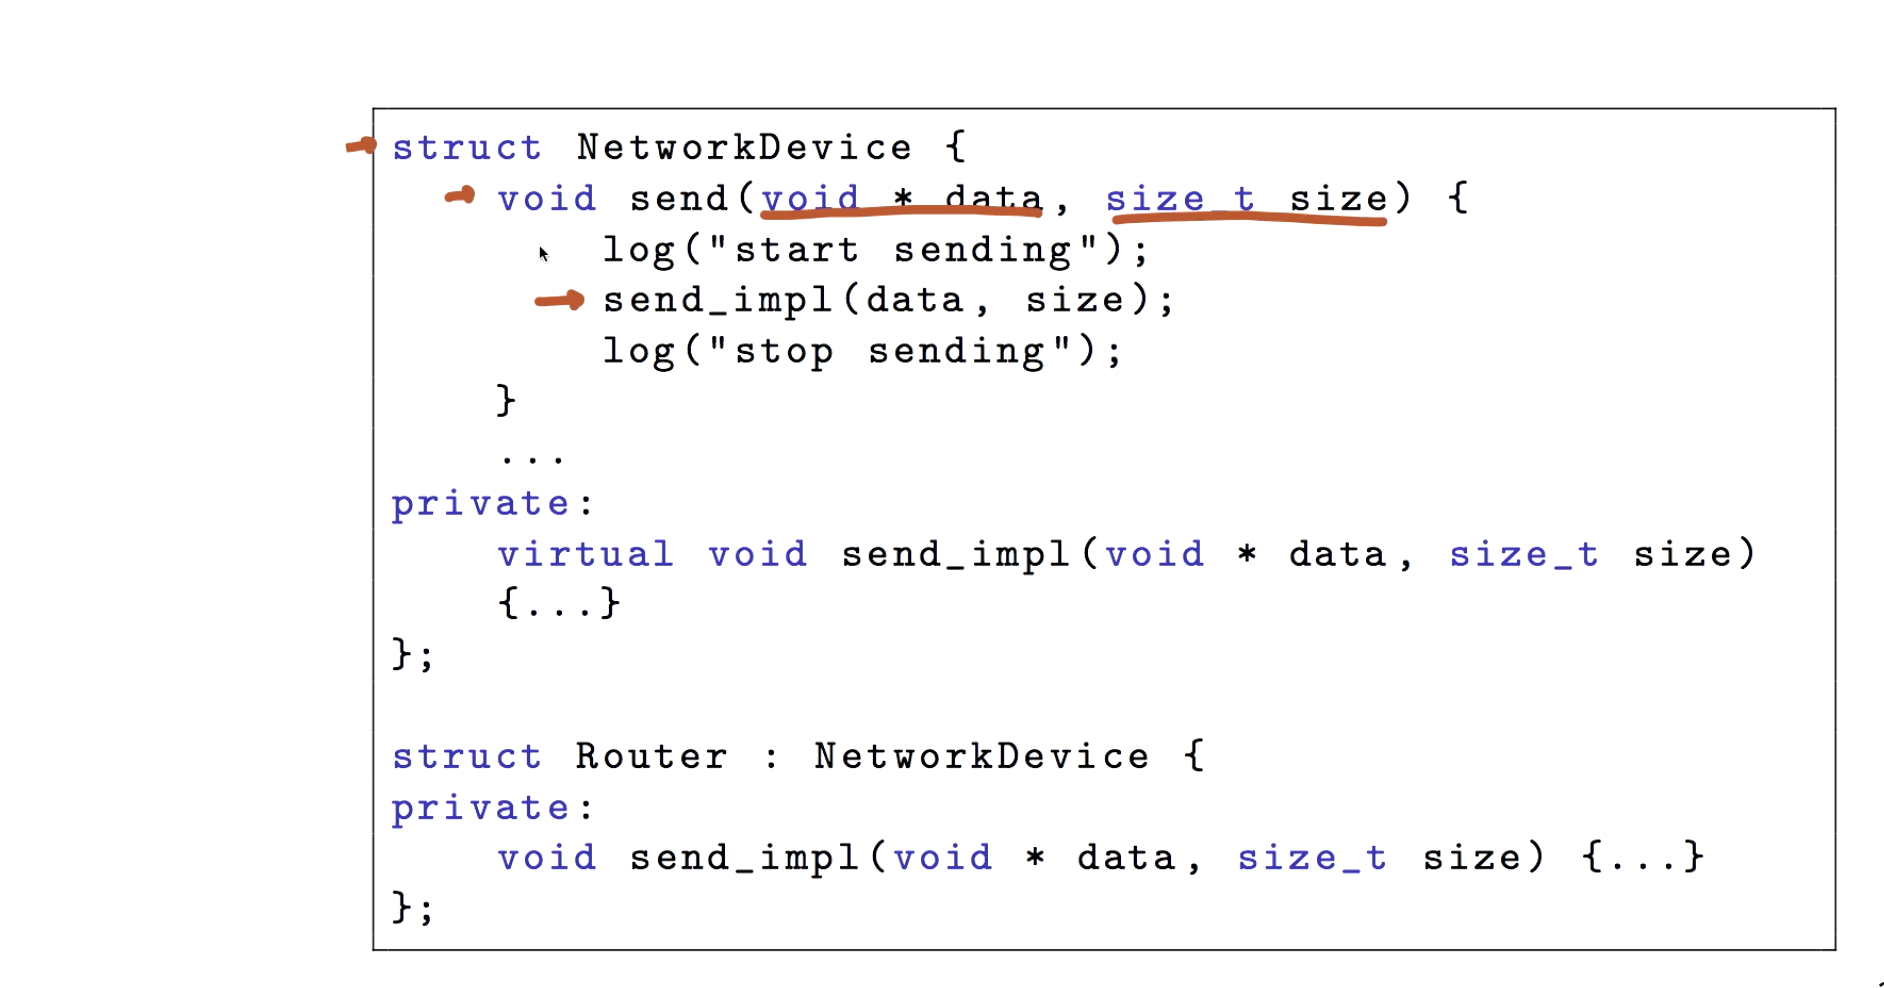 struct NetworkDevice {
void send(void * data, size_t size) {
log("start sending");
send_impl(data, size);
log("stop sending");
}
...
private:
virtual void send_impl(void * data, size_t size)
{...}
};
struct Router : NetworkDevice {
private:
void send_impl(void * data, size_t size) {...}
};